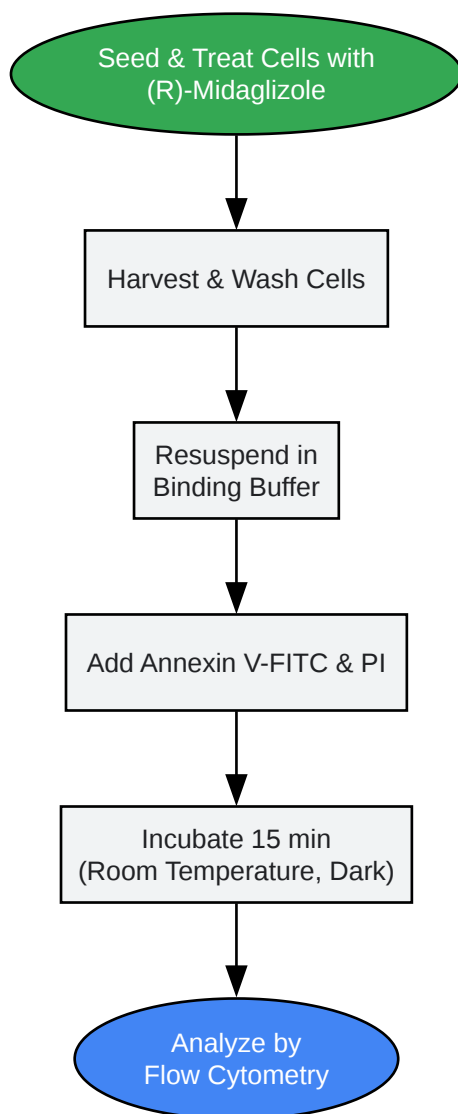 Seed & Treat Cells with
(R)-Midaglizole
Harvest & Wash Cells
Resuspend in
Binding Buffer
Add Annexin V-FITC & PI
Incubate 15 min
(Room Temperature, Dark)
Analyze by
Flow Cytometry